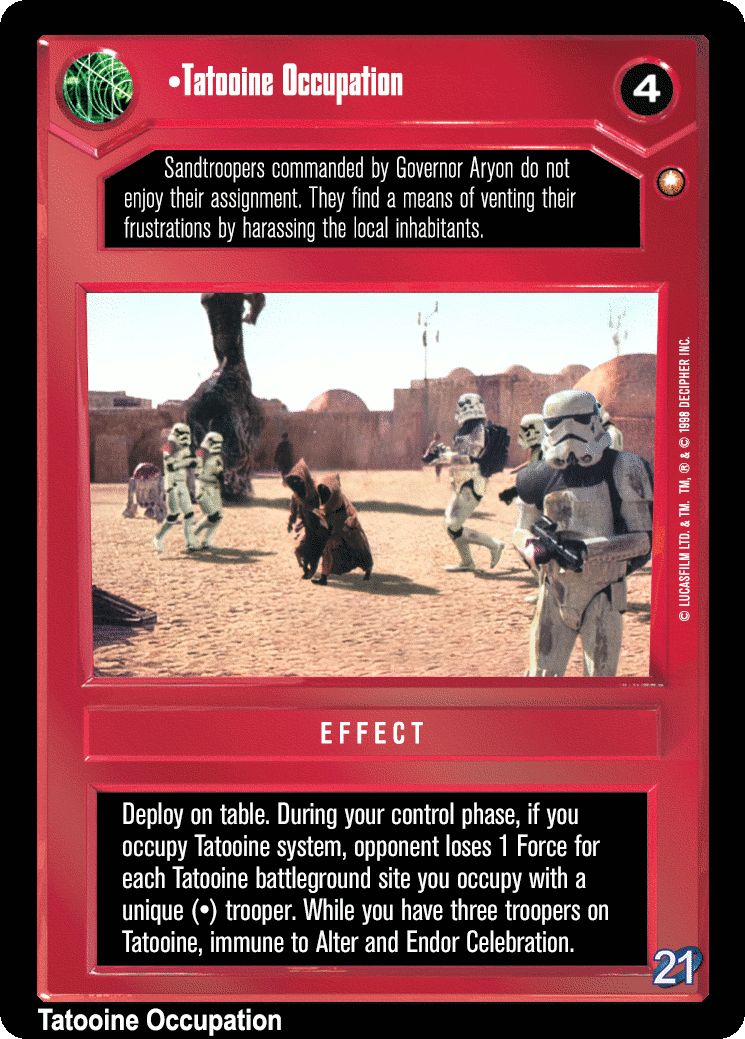 •Tatooine Occupation
4
Sandtroopers commanded by Governor Aryon do not
enjoy their assignment. They find a means of venting their
frustrations by harassing the local inhabitants.
© LUCASFILM LTD. & TM. TM, ® & © 1998 DECIPHER INC.
EFFECT
Deploy on table. During your control phase, if you
occupy Tatooine system, opponent loses 1 Force for
each Tatooine battleground site you occupy with a
unique (•) trooper. While you have three troopers on
Tatooine, immune to Alter and Endor Celebration.
21
Tatooine Occupation